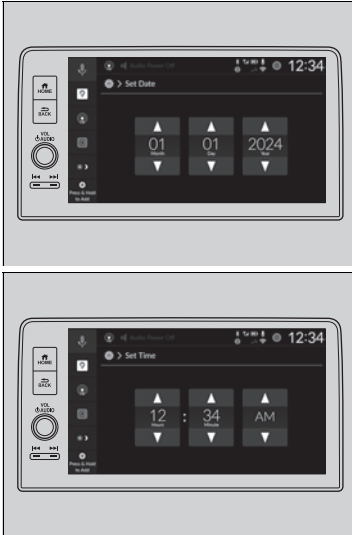 Audio Power Off
12:34
HOME
Set Date
BACK
VOL
AUDIO
01 01 2024
Month Day Year
Press & Hold
to Add
Audio Power Off
12:34
HOME
Set Time
BACK
VOL
AUDIO
12 : 34 AM
Hours Minute
Press & Hold
to Add